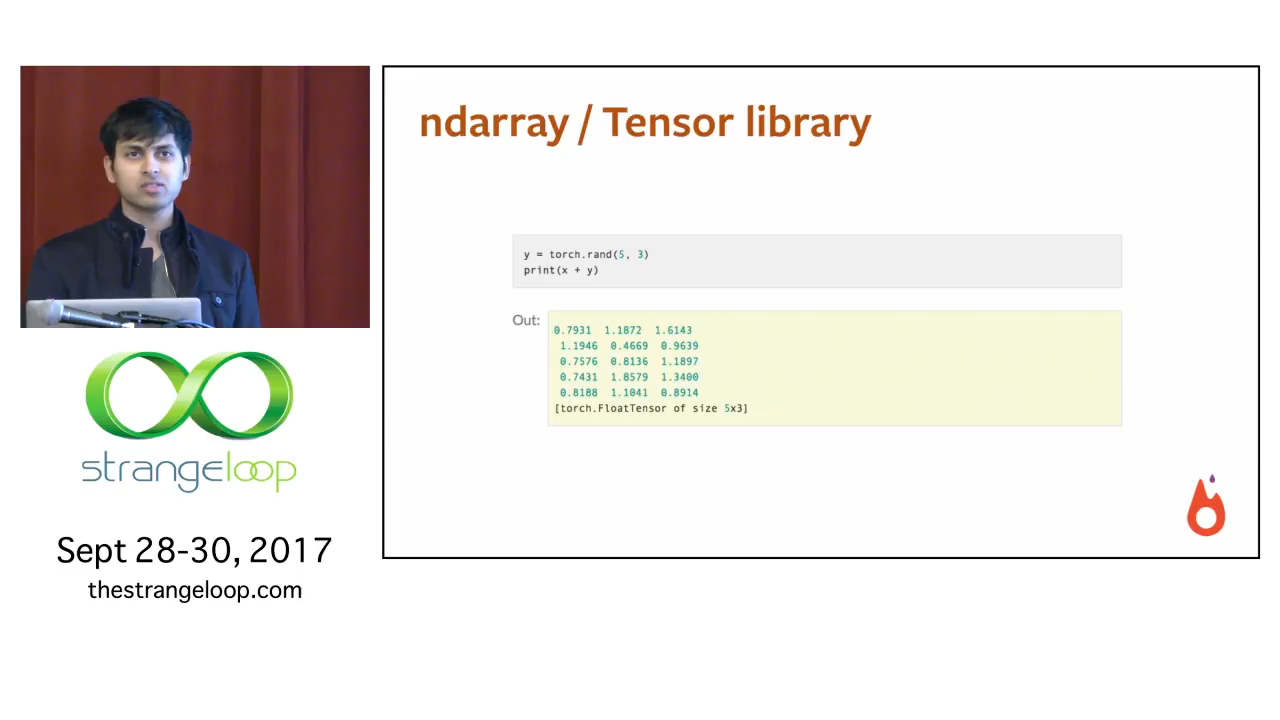 ndarray / Tensor library
y = torch.rand(5, 3)
print(x + y)
Out:
0.7931 1.1872 1.6143
1.1946 0.4669 0.9639
0.7576 0.8136 1.1897
0.7431 1.8579 1.3400
0.8188 1.1041 0.8914
[torch.FloatTensor of size 5x3]
strangeloop
Sept 28-30, 2017
thestrangeloop.com